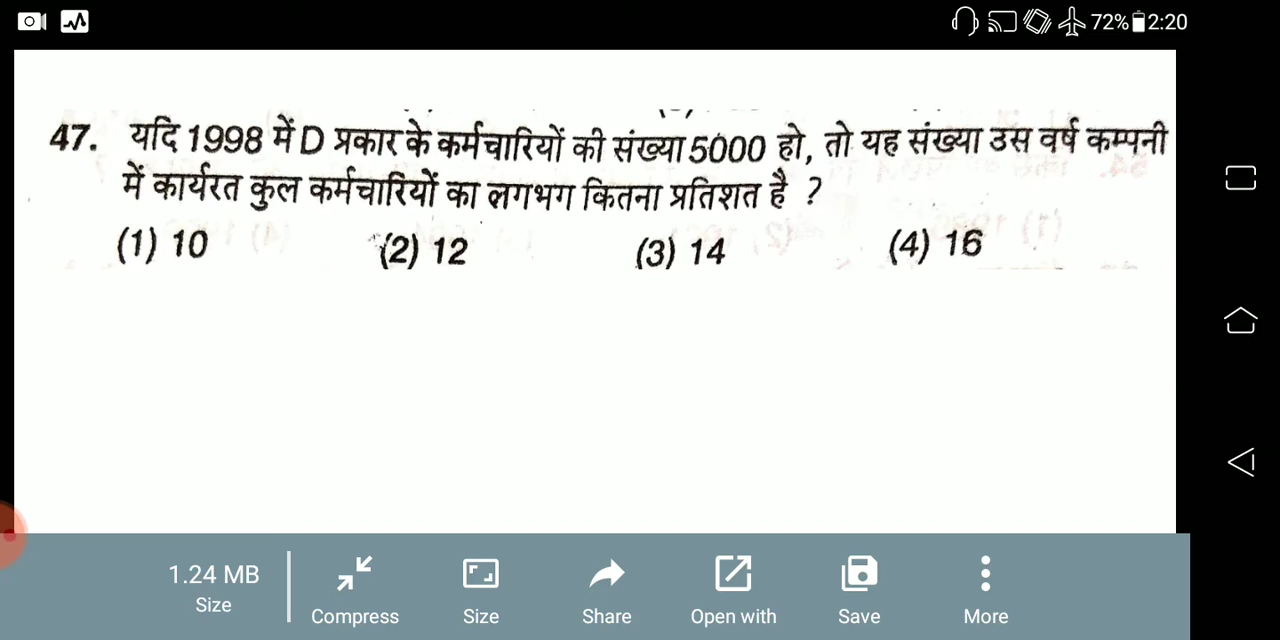 72% 2:20
47. यदि 1998 में D प्रकार के कर्मचारियों की संख्या 5000 हो, तो यह संख्या उस वर्ष कम्पनी
में कार्यरत कुल कर्मचारियों का लगभग कितना प्रतिशत है ?
(1) 10 (2) 12 (3) 14 (4) 16
1.24 MB
Size
Compress Size Share Open with Save More